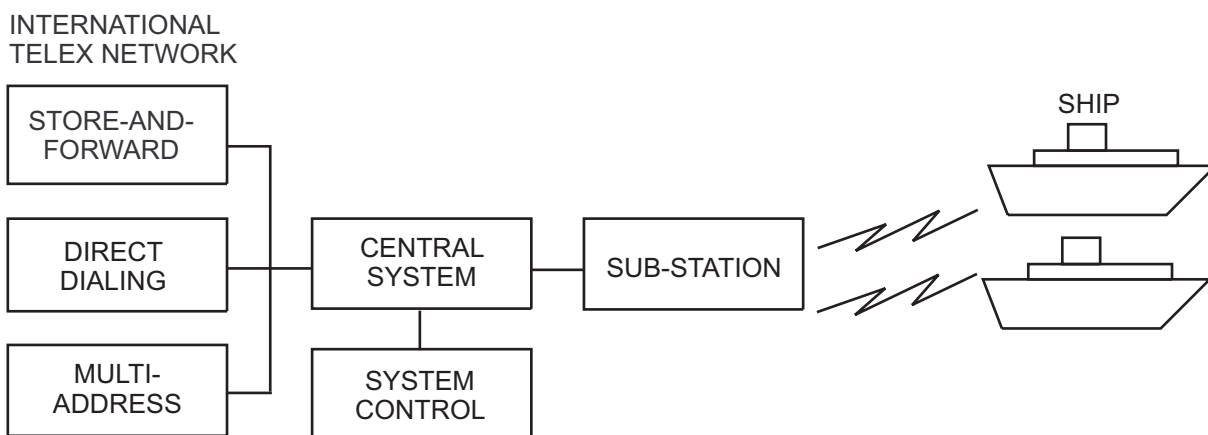 INTERNATIONAL
TELEX NETWORK
STORE-AND-
FORWARD
DIRECT
DIALING
MULTI-
ADDRESS
CENTRAL
SYSTEM
SYSTEM
CONTROL
SUB-STATION
SHIP